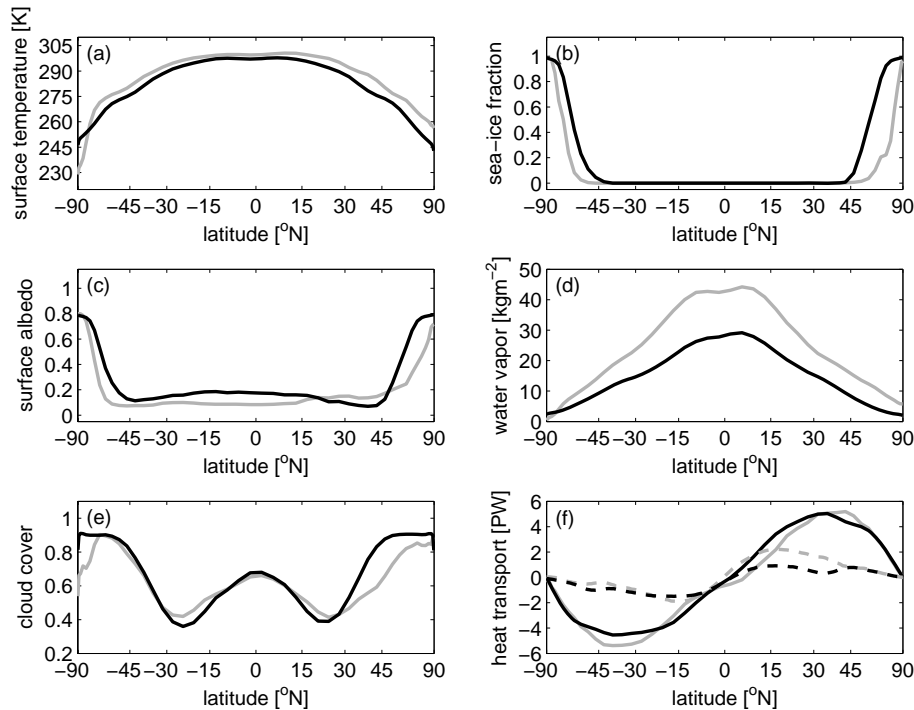 surface temperature [K]
305
290
275
260
245
230
(a)
−90 −45 −30 −15 0 15 30 45 90
latitude [°N]
sea−ice fraction
1
0.8
0.6
0.4
0.2
0
(b)
−90 −45 −30 −15 0 15 30 45 90
latitude [°N]
surface albedo
1
0.8
0.6
0.4
0.2
0
(c)
−90 −45 −30 −15 0 15 30 45 90
latitude [°N]
water vapor [kgm⁻²]
50
40
30
20
10
0
(d)
−90 −45 −30 −15 0 15 30 45 90
latitude [°N]
cloud cover
1
0.8
0.6
0.4
0.2
(e)
−90 −45 −30 −15 0 15 30 45 90
latitude [°N]
heat transport [PW]
6
4
2
0
−2
−4
−6
(f)
−90 −45 −30 −15 0 15 30 45 90
latitude [°N]